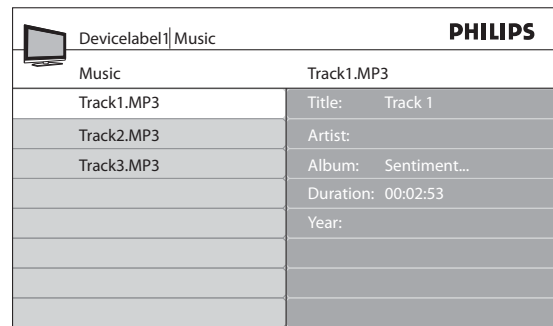 Devicelabel1| Music
PHILIPS
Music
Track1.MP3
Track1.MP3
Track2.MP3
Track3.MP3
Title: Track 1
Artist:
Album: Sentiment...
Duration: 00:02:53
Year: